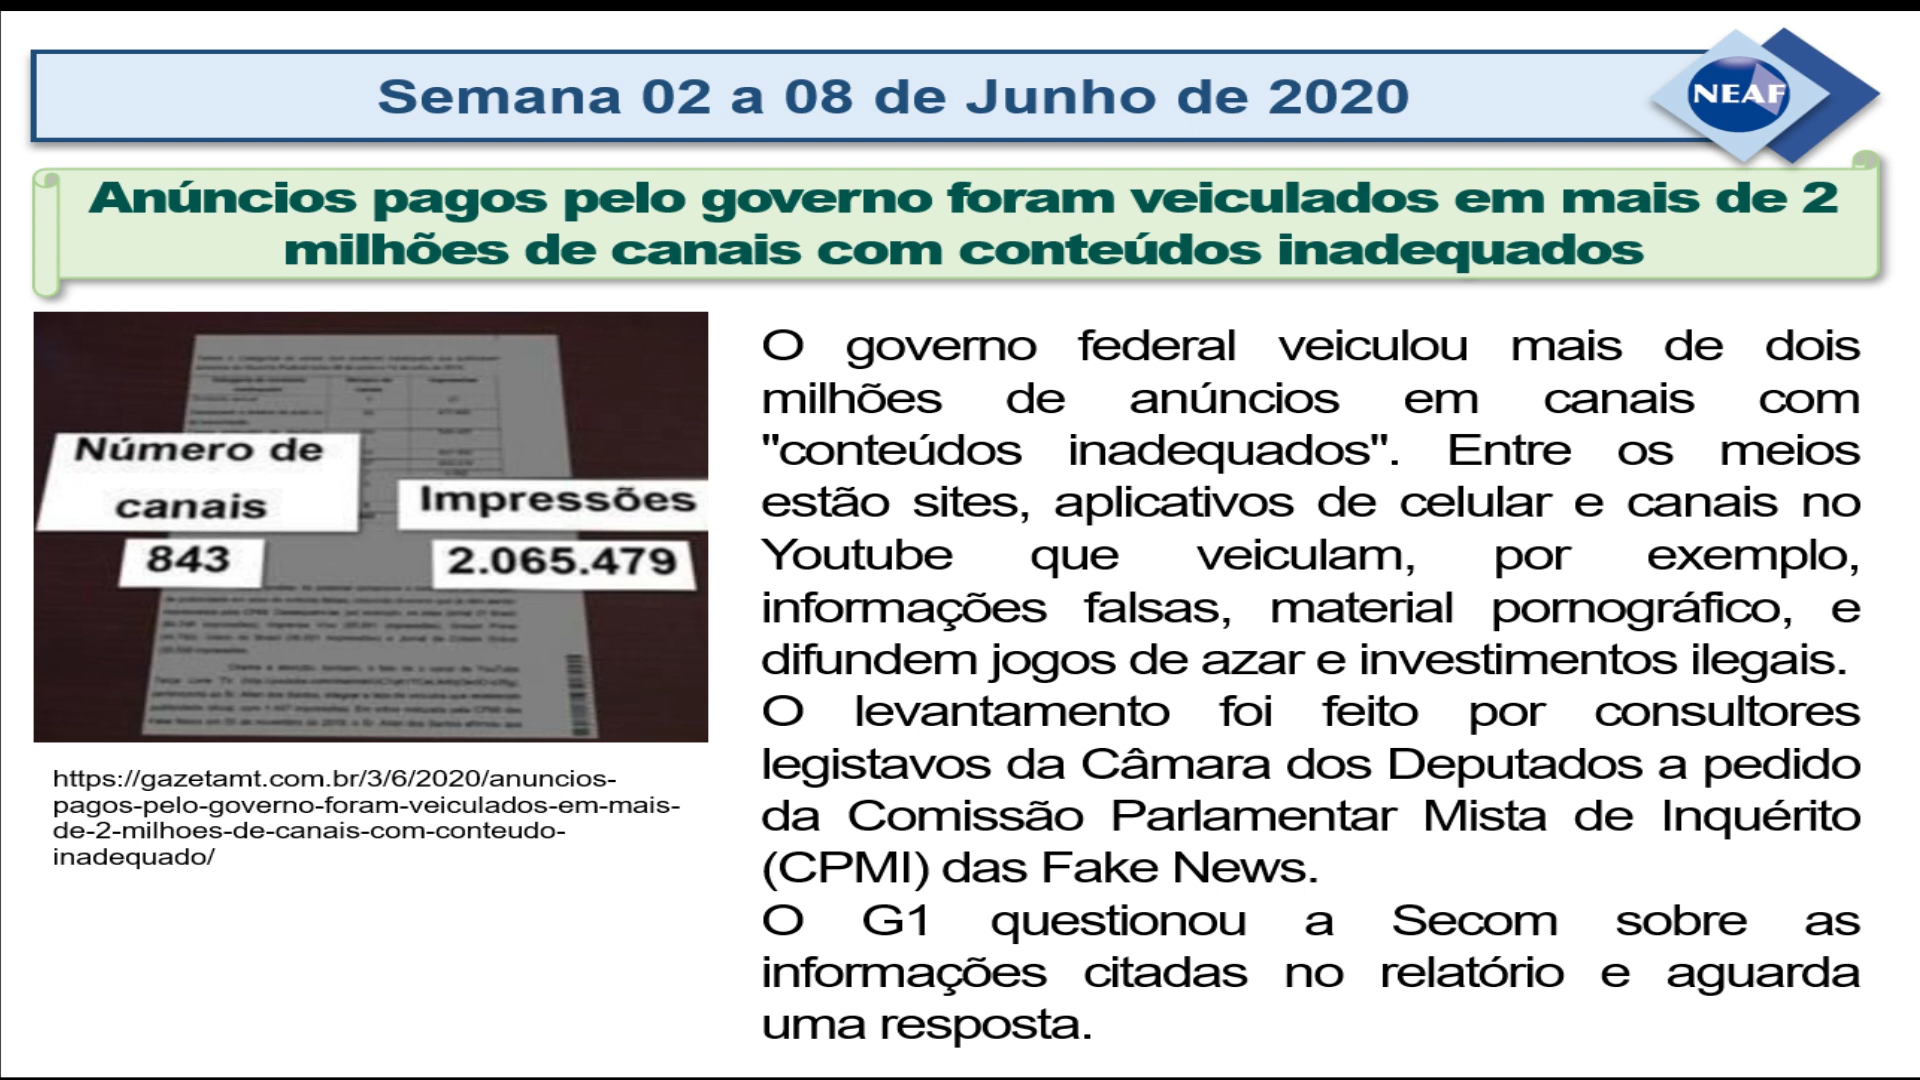 Semana 02 a 08 de Junho de 2020
NEAF
Anúncios pagos pelo governo foram veiculados em mais de 2
milhões de canais com conteúdos inadequados
Número de
canais
843
Impressões
2.065.479
https://gazetamt.com.br/3/6/2020/anuncios-
pagos-pelo-governo-foram-veiculados-em-mais-
de-2-milhoes-de-canais-com-conteudo-
inadequado/
O governo federal veiculou mais de dois
milhões de anúncios em canais com
"conteúdos inadequados". Entre os meios
estão sites, aplicativos de celular e canais no
Youtube que veiculam, por exemplo,
informações falsas, material pornográfico, e
difundem jogos de azar e investimentos ilegais.
O levantamento foi feito por consultores
legistavos da Câmara dos Deputados a pedido
da Comissão Parlamentar Mista de Inquérito
(CPMI) das Fake News.
O G1 questionou a Secom sobre as
informações citadas no relatório e aguarda
uma resposta.